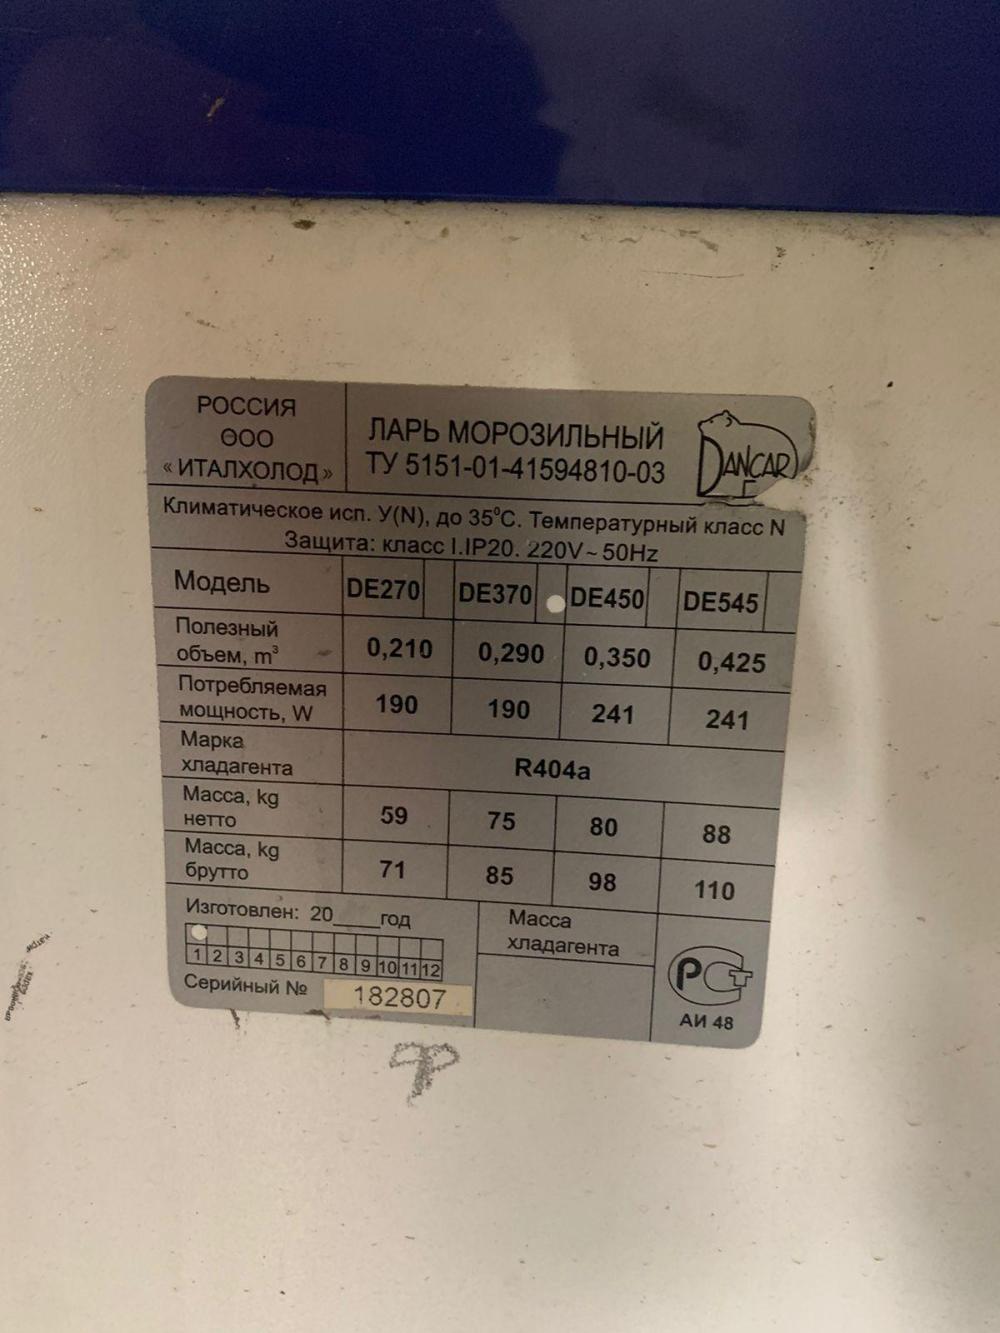 РОССИЯ
ООО
«ИТАЛХОЛОД»
ЛАРЬ МОРОЗИЛЬНЫЙ
ТУ 5151-01-41594810-03
DANCAR
Климатическое исп. У(N), до 35°С. Температурный класс N
Защита: класс I.IP20. 220V~50Hz
Модель DE270 DE370 DE450 DE545
Полезный
объем, m³ 0,210 0,290 0,350 0,425
Потребляемая
мощность, W 190 190 241 241
Марка
хладагента R404a
Масса, kg
нетто 59 75 80 88
Масса, kg
брутто 71 85 98 110
Изготовлен: 20____год
1 2 3 4 5 6 7 8 9 10 11 12
Серийный № 182807
Масса
хладагента
РСТ
АИ 48